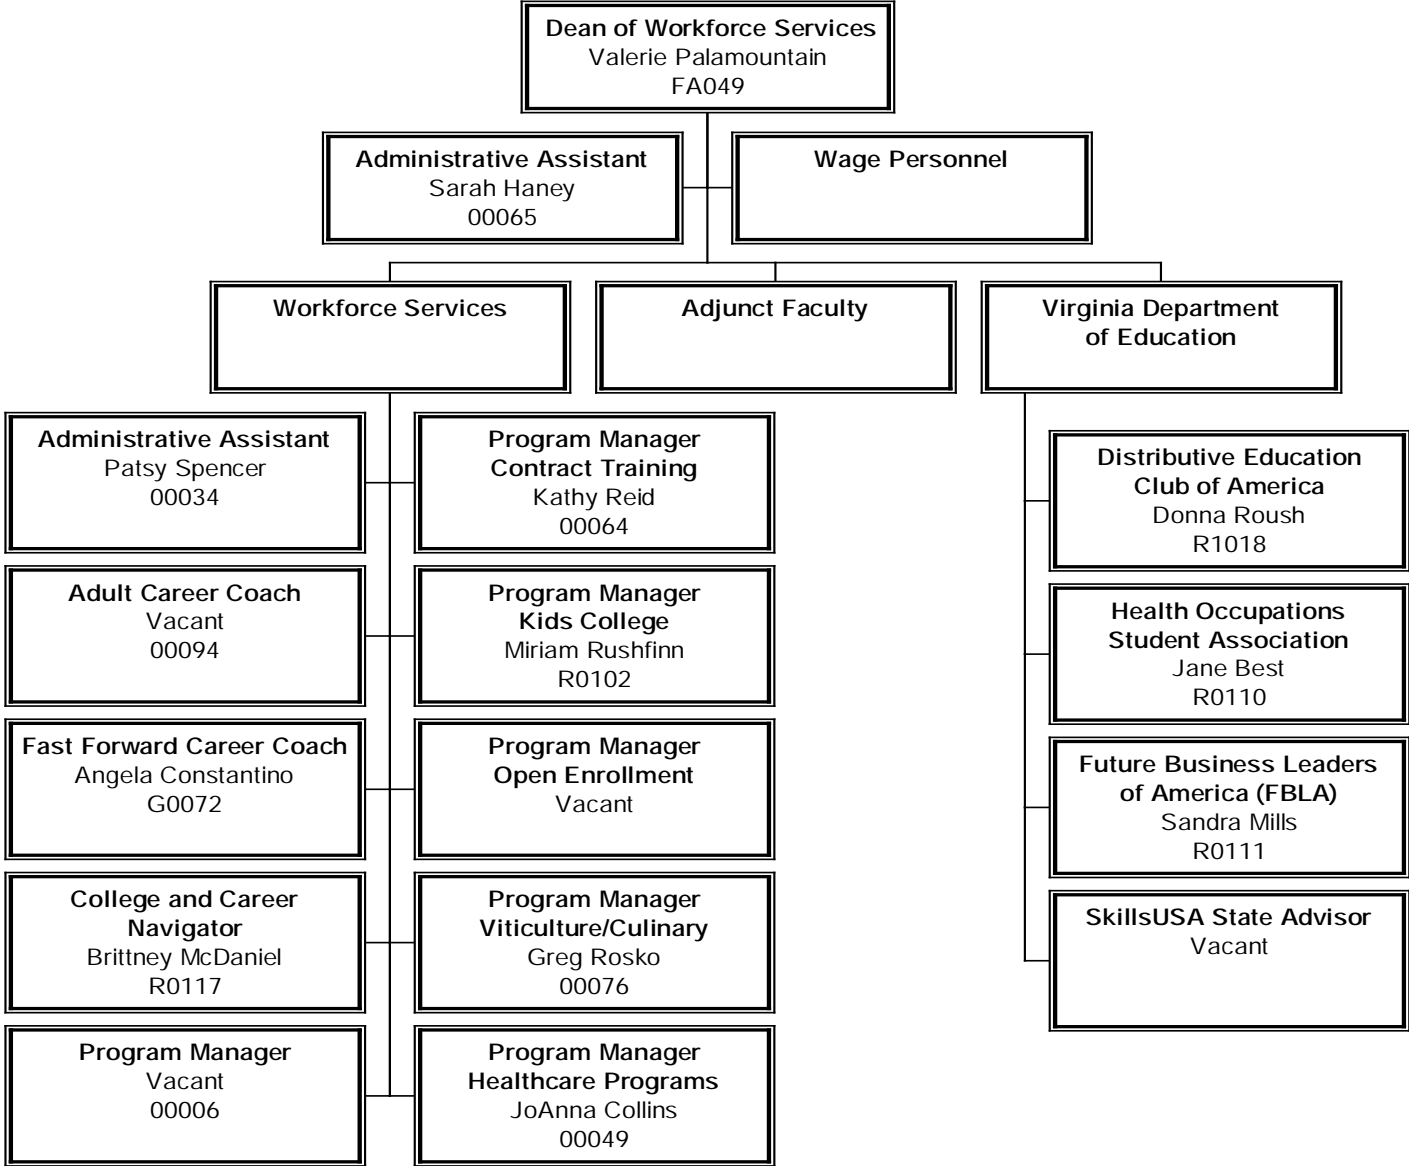 Dean of Workforce Services
Valerie Palamountain
FA049
Administrative Assistant
Sarah Haney
00065
Wage Personnel
Workforce Services
Adjunct Faculty
Virginia Department
of Education
Administrative Assistant
Patsy Spencer
00034
Program Manager
Contract Training
Kathy Reid
00064
Distributive Education
Club of America
Donna Roush
R1018
Adult Career Coach
Vacant
00094
Program Manager
Kids College
Miriam Rushfinn
R0102
Health Occupations
Student Association
Jane Best
R0110
Fast Forward Career Coach
Angela Constantino
G0072
Program Manager
Open Enrollment
Vacant
Future Business Leaders
of America (FBLA)
Sandra Mills
R0111
College and Career
Navigator
Brittney McDaniel
R0117
Program Manager
Viticulture/Culinary
Greg Rosko
00076
SkillsUSA State Advisor
Vacant
Program Manager
Vacant
00006
Program Manager
Healthcare Programs
JoAnna Collins
00049